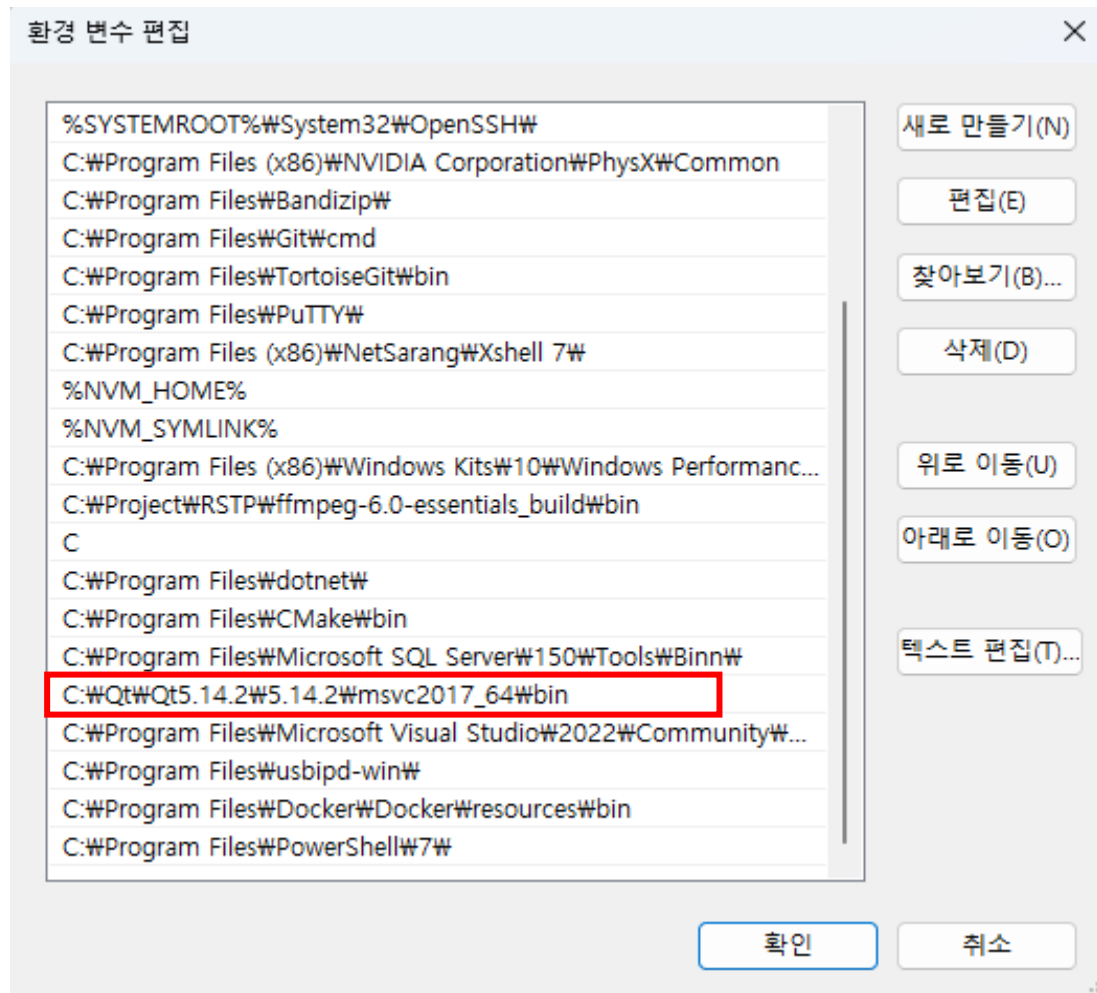 환경 변수 편집
%SYSTEMROOT%₩System32₩OpenSSH₩
C:₩Program Files (x86)₩NVIDIA Corporation₩PhysX₩Common
C:₩Program Files₩Bandizip₩
C:₩Program Files₩Git₩cmd
C:₩Program Files₩TortoiseGit₩bin
C:₩Program Files₩PuTTY₩
C:₩Program Files (x86)₩NetSarang₩Xshell 7₩
%NVM_HOME%
%NVM_SYMLINK%
C:₩Program Files (x86)₩Windows Kits₩10₩Windows Performanc...
C:₩Project₩RSTP₩ffmpeg-6.0-essentials_build₩bin
C
C:₩Program Files₩dotnet₩
C:₩Program Files₩CMake₩bin
C:₩Program Files₩Microsoft SQL Server₩150₩Tools₩Binn₩
C:₩Qt₩Qt5.14.2₩5.14.2₩msvc2017_64₩bin
C:₩Program Files₩Microsoft Visual Studio₩2022₩Community₩...
C:₩Program Files₩usbipd-win₩
C:₩Program Files₩Docker₩Docker₩resources₩bin
C:₩Program Files₩PowerShell₩7₩
새로 만들기(N)
편집(E)
찾아보기(B)...
삭제(D)
위로 이동(U)
아래로 이동(O)
텍스트 편집(T)...
확인
취소